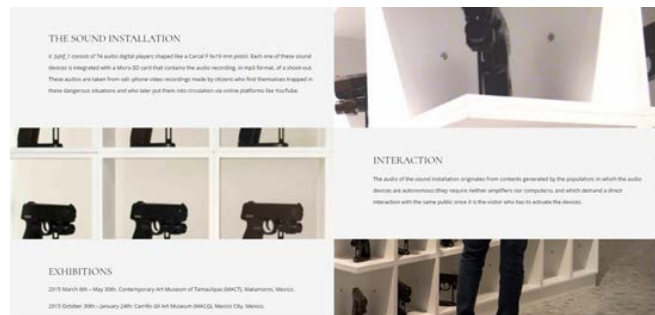 THE SOUND INSTALLATION
consist of 74 audio digital players shaped like a Carcal F 9x19 mm pistol. Each one of these sound
devices is integrated with a Micro SD card that contains the audio recording, in mp3 format, of a shoot-out.
These audios are taken from cell-phone video recordings made by citizens who find themselves trapped in
these dangerous situations and who later put them into circulation via online platforms like YouTube.
INTERACTION
The audio of the sound installation originates from contents generated by the population, in which the audio
devices are autonomous (they require neither amplifiers nor computers), and which demand a direct
interaction with the same public since it is the visitor who has to activate the devices.
EXHIBITIONS
2015 March 6th – May 30th. Contemporary Art Museum of Tamaulipas (MACT), Matamoros, Mexico.
2015 October 30th – January 24th. Carrillo Gil Art Museum (MACG), Mexico City, Mexico.